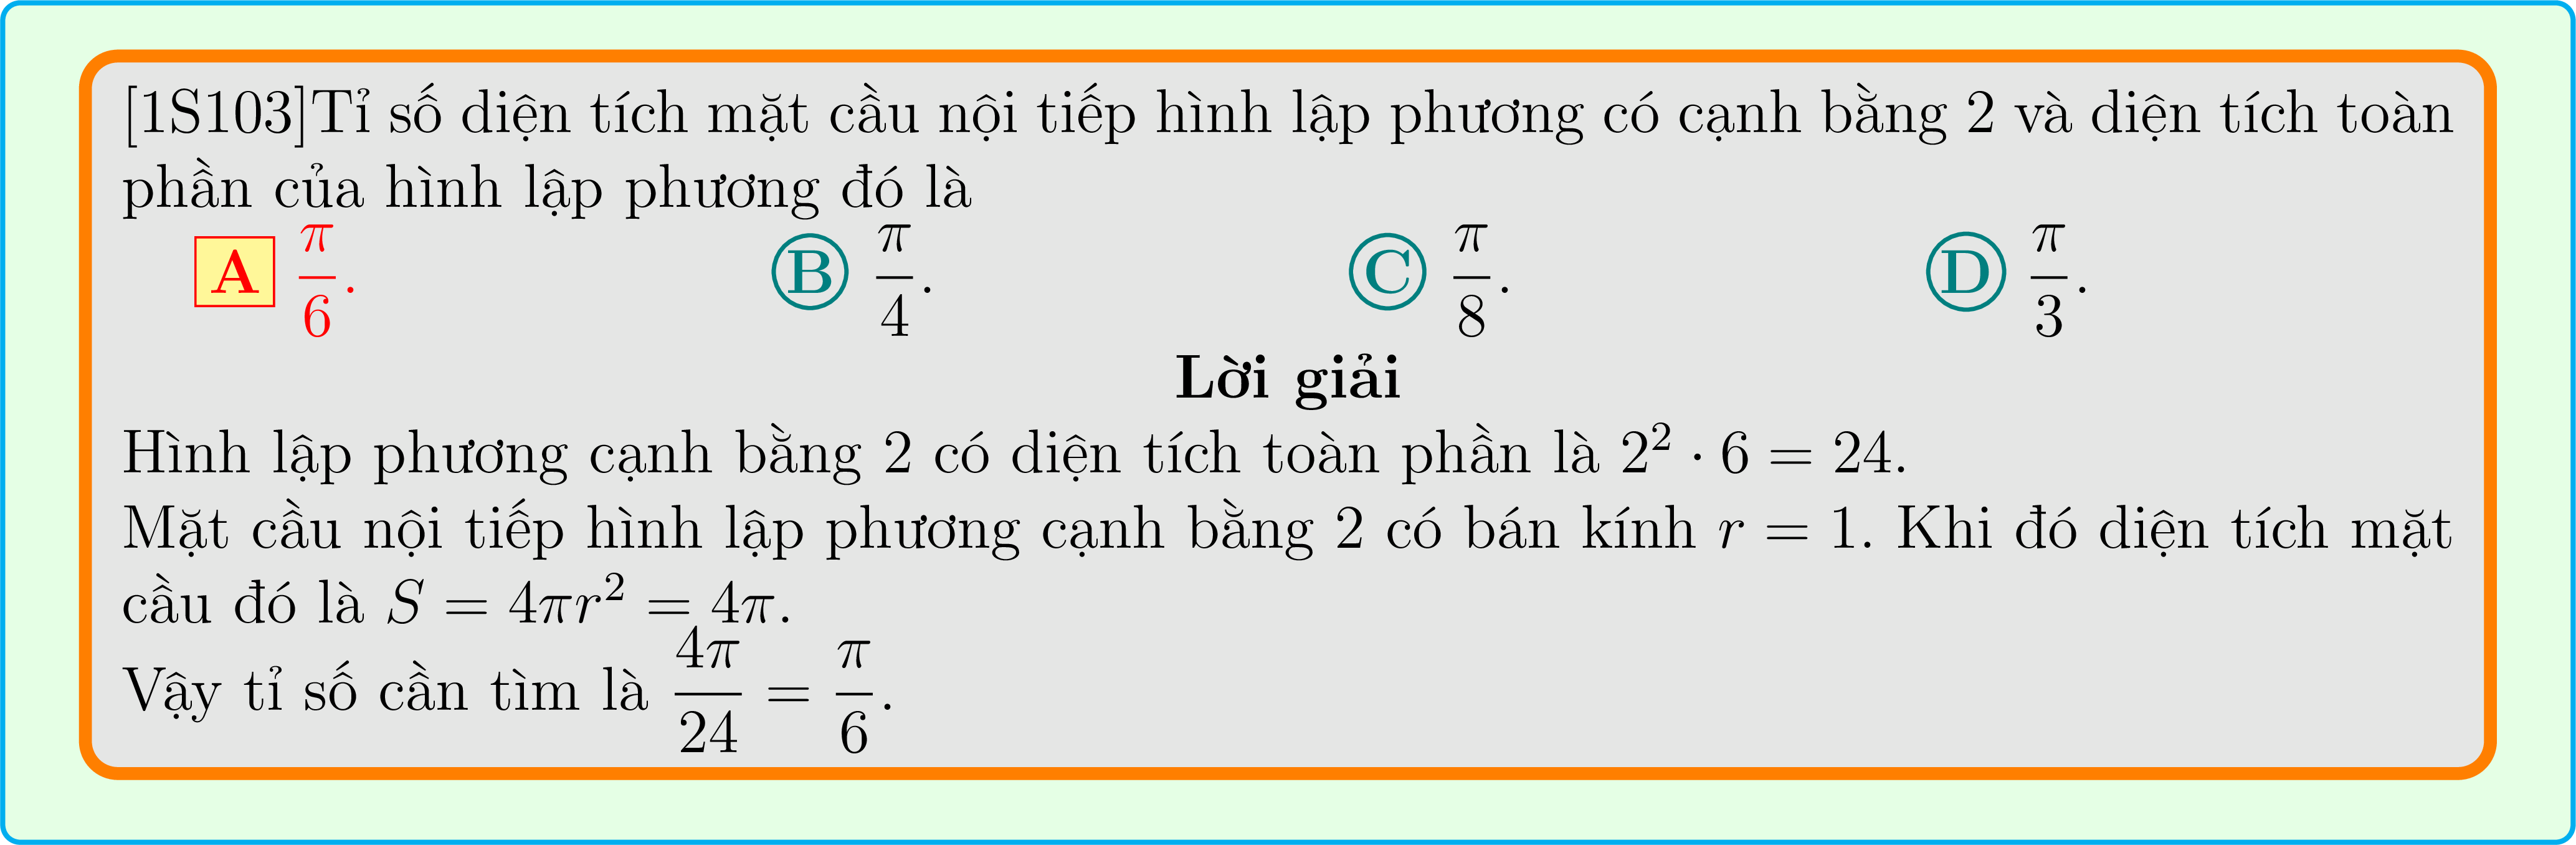 [1S103]Tỉ số diện tích mặt cầu nội tiếp hình lập phương có cạnh bằng 2 và diện tích toàn
phần của hình lập phương đó là
A $\frac{\pi}{6}$. B $\frac{\pi}{4}$. C $\frac{\pi}{8}$. D $\frac{\pi}{3}$.
Lời giải
Hình lập phương cạnh bằng 2 có diện tích toàn phần là $2^2 \cdot 6 = 24$.
Mặt cầu nội tiếp hình lập phương cạnh bằng 2 có bán kính $r = 1$. Khi đó diện tích mặt
cầu đó là $S = 4\pi r^2 = 4\pi$.
Vậy tỉ số cần tìm là $\frac{4\pi}{24} = \frac{\pi}{6}$.